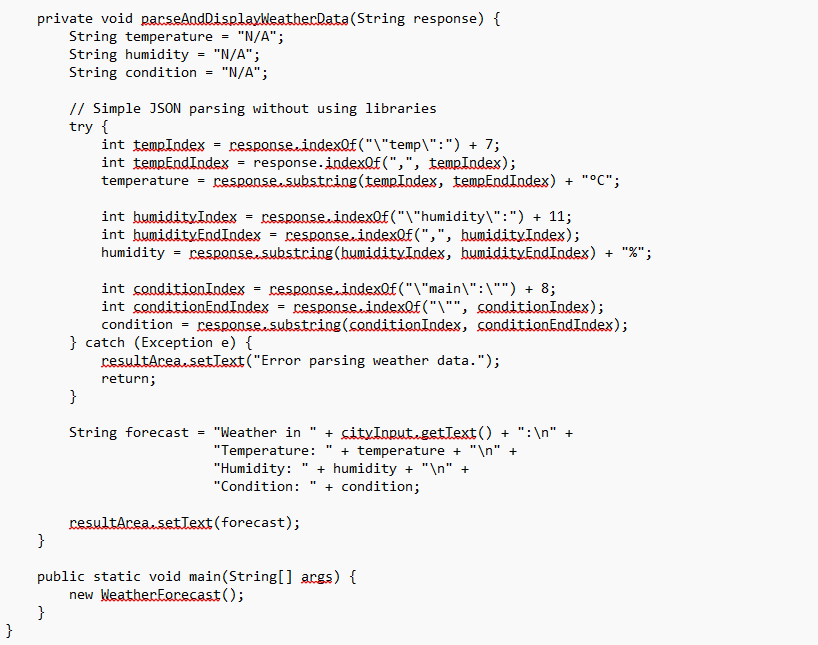 private void parseAndDisplayWeatherData(String response) {
String temperature = "N/A";
String humidity = "N/A";
String condition = "N/A";
// Simple JSON parsing without using libraries
try {
int tempIndex = response.indexOf("\"temp\":") + 7;
int tempEndIndex = response.indexOf(",", tempIndex);
temperature = response.substring(tempIndex, tempEndIndex) + "°C";
int humidityIndex = response.indexOf("\"humidity\":") + 11;
int humidityEndIndex = response.indexOf(",", humidityIndex);
humidity = response.substring(humidityIndex, humidityEndIndex) + "%";
int conditionIndex = response.indexOf("\"main\":\"") + 8;
int conditionEndIndex = response.indexOf("\"", conditionIndex);
condition = response.substring(conditionIndex, conditionEndIndex);
} catch (Exception e) {
resultArea.setText("Error parsing weather data.");
return;
}
String forecast = "Weather in " + cityInput.getText() + ":\n" +
"Temperature: " + temperature + "\n" +
"Humidity: " + humidity + "\n" +
"Condition: " + condition;
resultArea.setText(forecast);
}
public static void main(String[] args) {
new WeatherForecast();
}
}